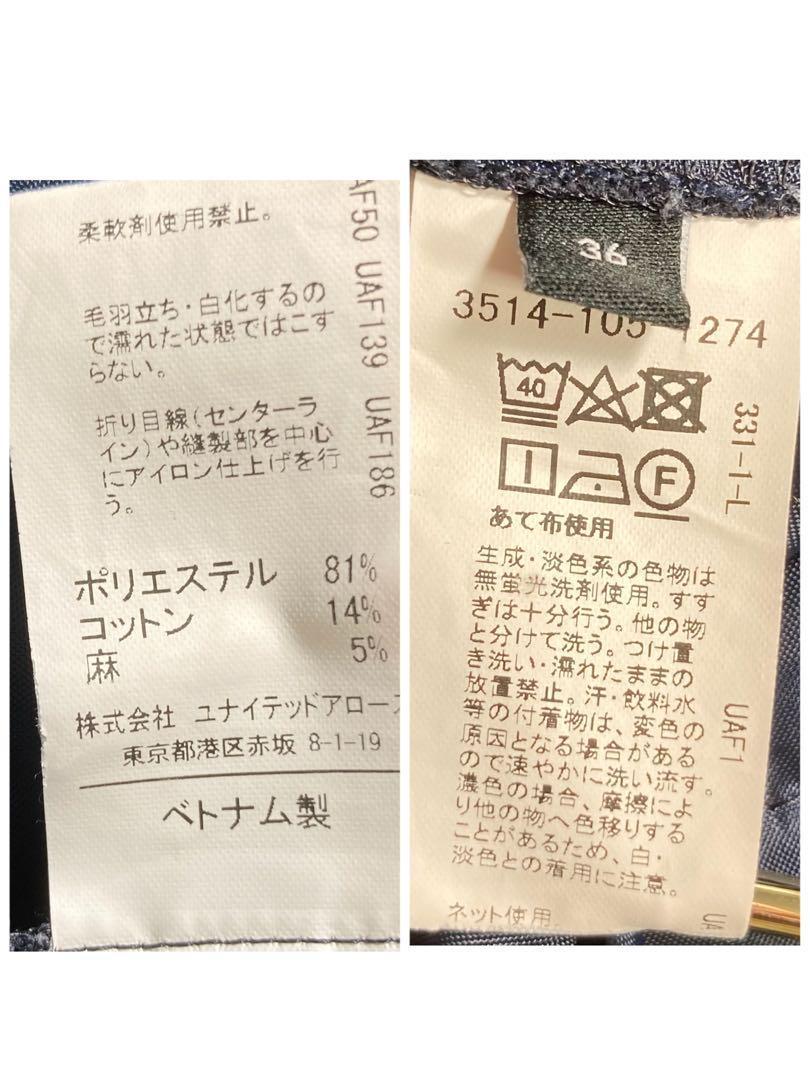 柔軟剤使用禁止。
毛羽立ち・白化するの
で濡れた状態ではこす
らない。
折り目線(センターラ
イン)や縫製部を中心
にアイロン仕上げを行
う。
ポリエステル 81%
コットン 14%
麻 5%
株式会社 ユナイテッドアローズ
東京都港区赤坂 8-1-19
ベトナム製
AF50 UAF139 UAF186
36
3514-105-1274
40
F
あて布使用
生成・淡色系の色物は
無蛍光洗剤使用。すす
ぎは十分行う。他の物
と分けて洗う。つけ置
き洗い・濡れたままの
放置禁止。汗・飲料水
等の付着物は、変色の
原因となる場合がある
ので速やかに洗い流す。
濃色の場合、摩擦によ
り他の物へ色移りする
ことがあるため、白・
淡色との着用に注意。
ネット使用。
331-1-L
UAF1
UA